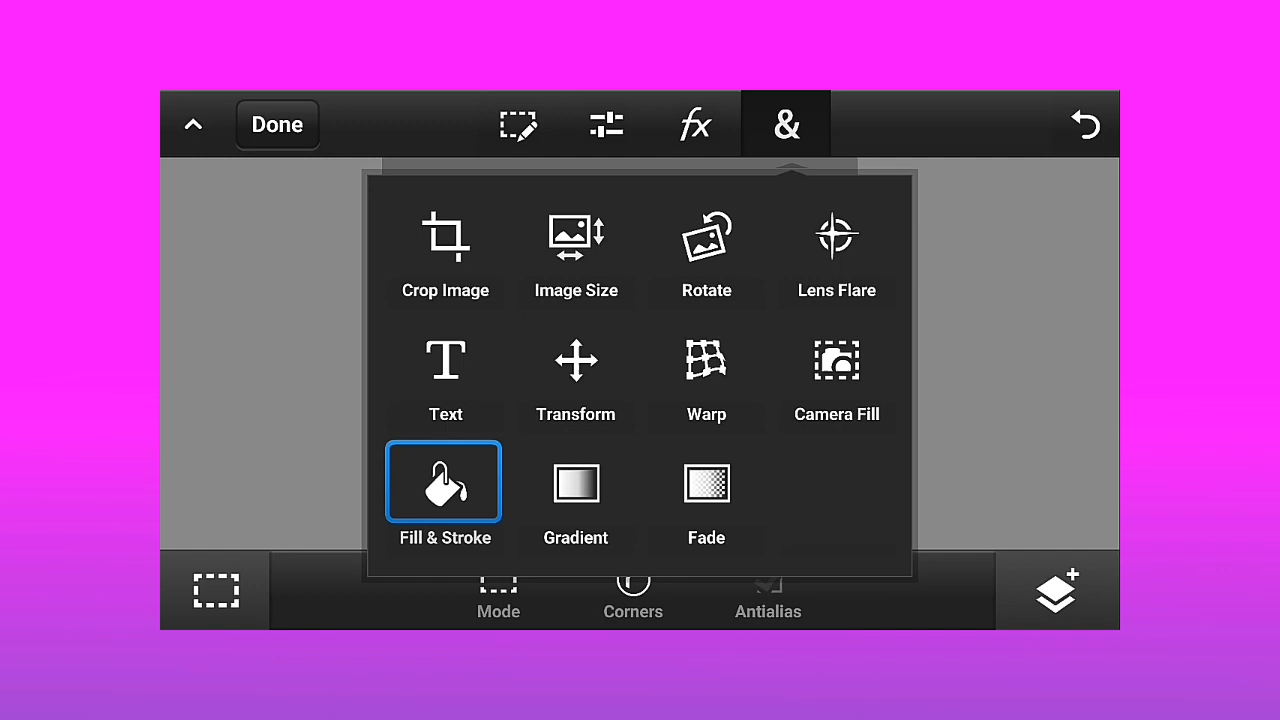 Done fx &
Crop Image Image Size Rotate Lens Flare
Text Transform Warp Camera Fill
Fill & Stroke Gradient Fade
Mode Corners Antialias